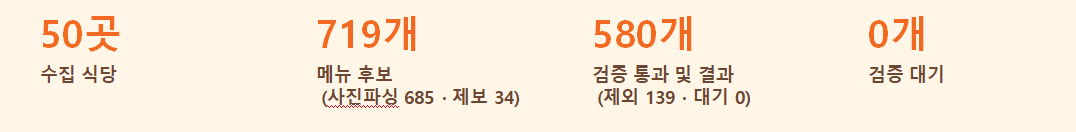 50곳
수집 식당
719개
메뉴 후보
(사진파싱 685 · 제보 34)
580개
검증 통과 및 결과
(제외 139 · 대기 0)
0개
검증 대기